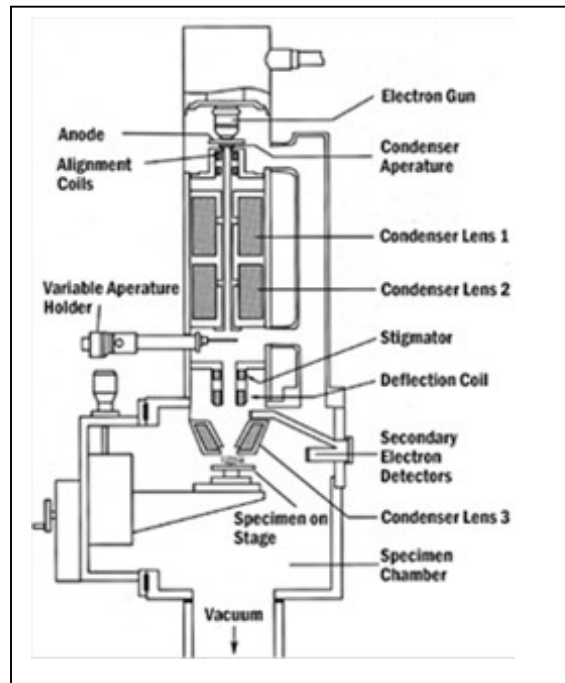 Electron Gun
Anode
Condenser
Aperature
Alignment
Coils
Condenser Lens 1
Variable Aperature
Holder
Condenser Lens 2
Stigmator
Deflection Coil
Secondary
Electron
Detectors
Specimen on
Stage
Condenser Lens 3
Specimen
Chamber
Vacuum